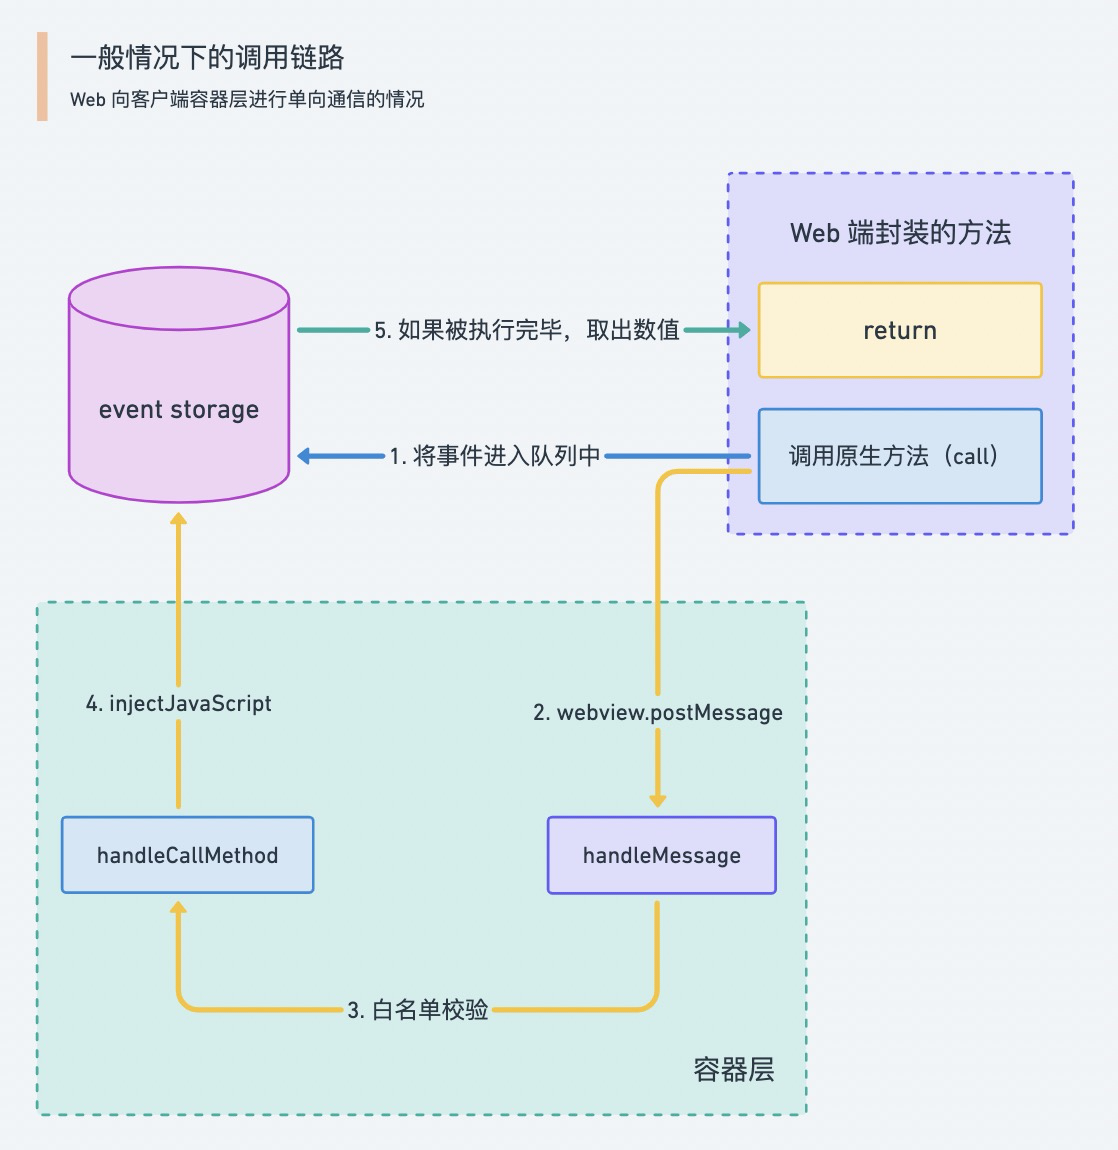 一般情况下的调用链路
Web 向客户端容器层进行单向通信的情况
Web 端封装的方法
5. 如果被执行完毕，取出数值
return
event storage
1. 将事件进入队列中
调用原生方法（call）
4. injectJavaScript
2. webview.postMessage
handleCallMethod
handleMessage
3. 白名单校验
容器层